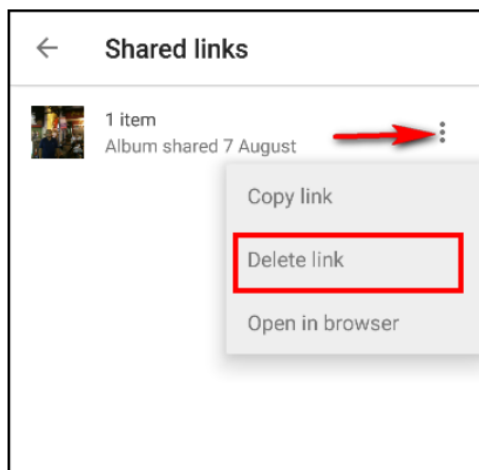 Shared links
1 item
Album shared 7 August
Copy link
Delete link
Open in browser